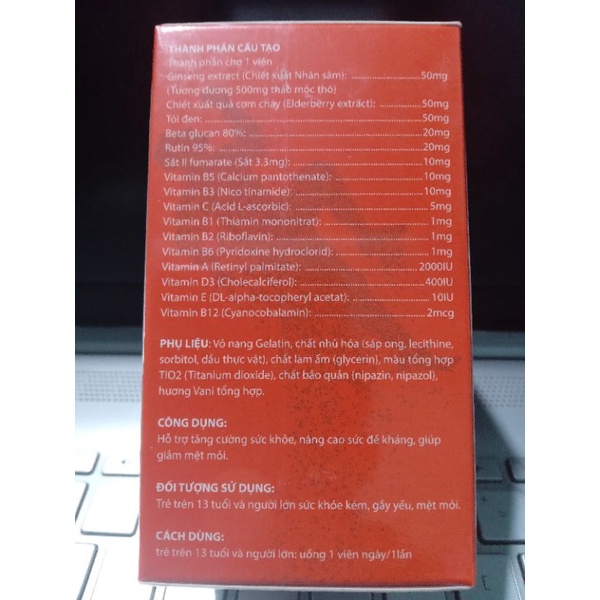 THÀNH PHẦN CẤU TẠO
Thành phần cho 1 viên
Ginseng extract (Chiết xuất Nhân sâm): 50mg
(Tương đương 500mg thảo mộc thô)
Chiết xuất quả cơm cháy (Elderberry extract): 50mg
Tỏi đen: 50mg
Beta glucan 80%: 20mg
Rutin 95%: 20mg
Sắt II fumarate (Sắt 3.3mg): 10mg
Vitamin B5 (Calcium pantothenate): 10mg
Vitamin B3 (Nico tinamide): 10mg
Vitamin C (Acid L-ascorbic): 5mg
Vitamin B1 (Thiamin mononitrat): 1mg
Vitamin B2 (Riboflavin): 1mg
Vitamin B6 (Pyridoxine hydroclorid): 1mg
Vitamin A (Retinyl palmitate): 2000IU
Vitamin D3 (Cholecalciferol): 400IU
Vitamin E (DL-alpha-tocopheryl acetat): 10IU
Vitamin B12 (Cyanocobalamin): 2mcg
PHỤ LIỆU: Vỏ nang Gelatin, chất nhũ hóa (sáp ong, lecithine,
sorbitol, dầu thực vật), chất làm ẩm (glycerin), màu tổng hợp
TIO2 (Titanium dioxide), chất bảo quản (nipazin, nipazol),
hương Vani tổng hợp.
CÔNG DỤNG:
Hỗ trợ tăng cường sức khỏe, nâng cao sức đề kháng, giúp
giảm mệt mỏi.
ĐỐI TƯỢNG SỬ DỤNG:
Trẻ trên 13 tuổi và người lớn sức khỏe kém, gầy yếu, mệt mỏi.
CÁCH DÙNG:
trẻ trên 13 tuổi và người lớn: uống 1 viên ngày/1lần